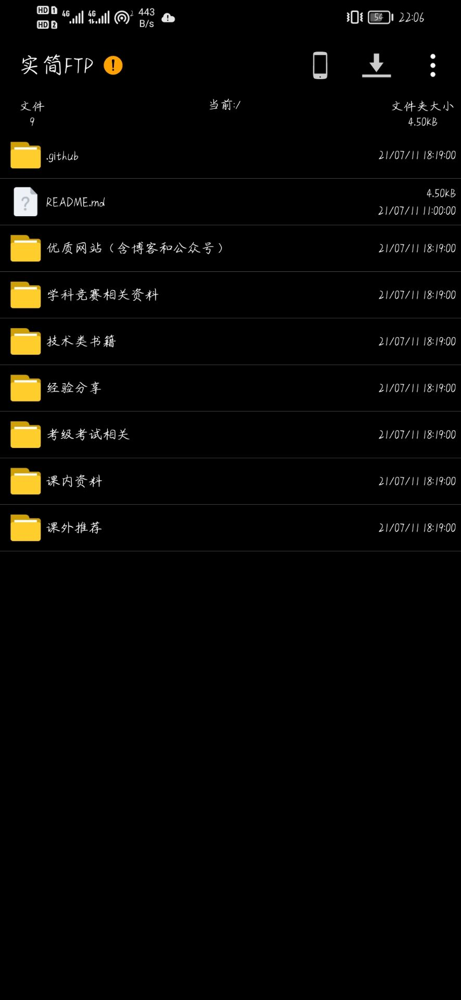 HD 1 4G 4G 2 443 54 22:06
HD 2 B/s
实简FTP
文件 当前:/ 文件夹大小
9 4.50KB
.github 21/07/11 18:19:00
README.md 4.50KB
21/07/11 11:00:00
优质网站（含博客和公众号） 21/07/11 18:19:00
学科竞赛相关资料 21/07/11 18:19:00
技术类书籍 21/07/11 18:19:00
经验分享 21/07/11 18:19:00
考级考试相关 21/07/11 18:19:00
课内资料 21/07/11 18:19:00
课外推荐 21/07/11 18:19:00